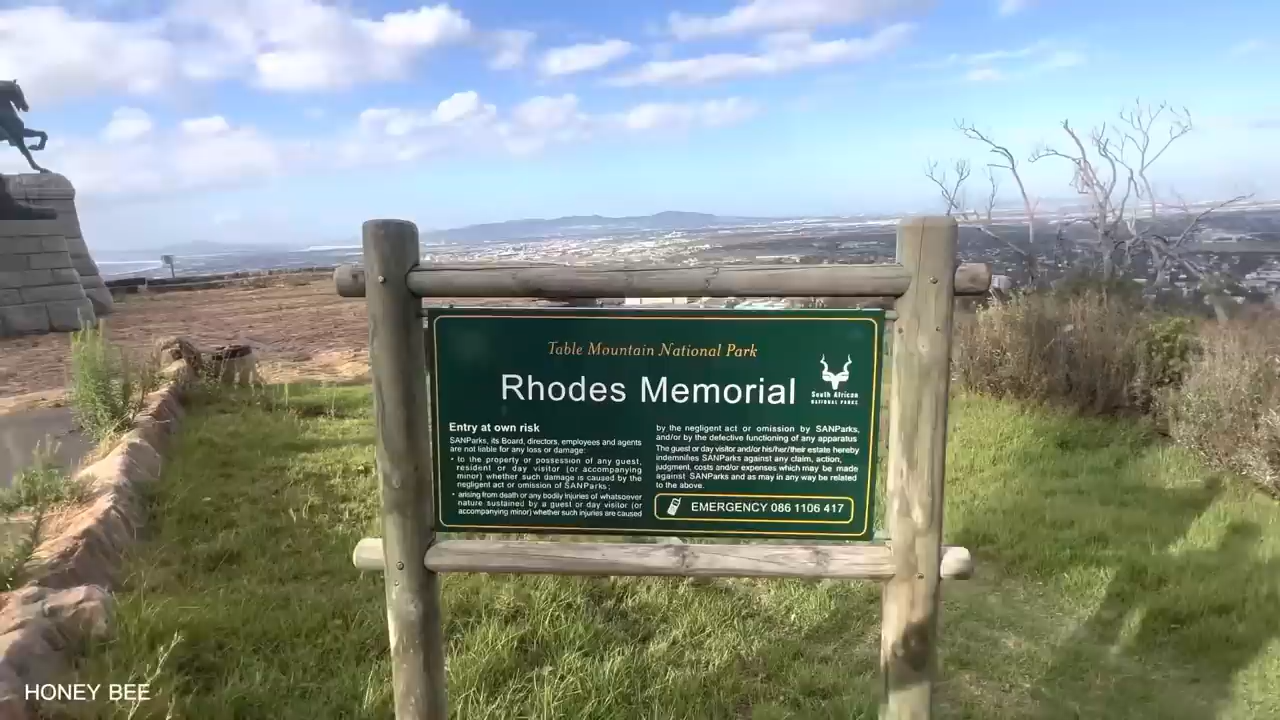 Table Mountain National Park
Rhodes Memorial
South African
NATIONAL PARKS
Entry at own risk
SANParks, its Board, directors, employees and agents
are not liable for any loss or damage:
• to the property or possession of any guest,
resident or day visitor (or accompanying
minor) whether such damage is caused by the
negligent act or omission of SANParks;
• arising from death or any bodily injuries of whatsoever
nature sustained by a guest or day visitor (or
accompanying minor) whether such injuries are caused
by the negligent act or omission by SANParks,
and/or by the defective functioning of any apparatus
The guest or day visitor and/or his/her/their estate hereby
indemnifies SANParks against any claim, action,
judgment, costs and/or expenses which may be made
against SANParks and as may in any way be related
to the above.
EMERGENCY 086 1106 417
HONEY BEE